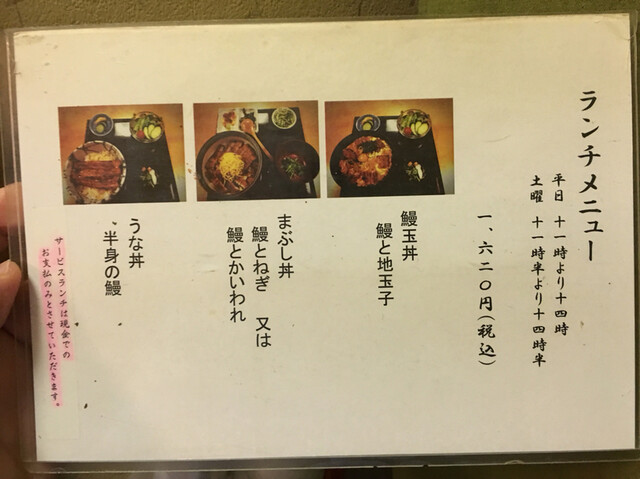 ランチメニュー
平日 十一時より十四時
土曜 十一時半より十四時半
一、六二〇円(税込)
鰻玉丼
鰻と地玉子
まぶし丼
鰻とねぎ 又は
鰻とかいわれ
うな丼
半身の鰻
サービスランチは現金での
お支払のみとさせていただきます。